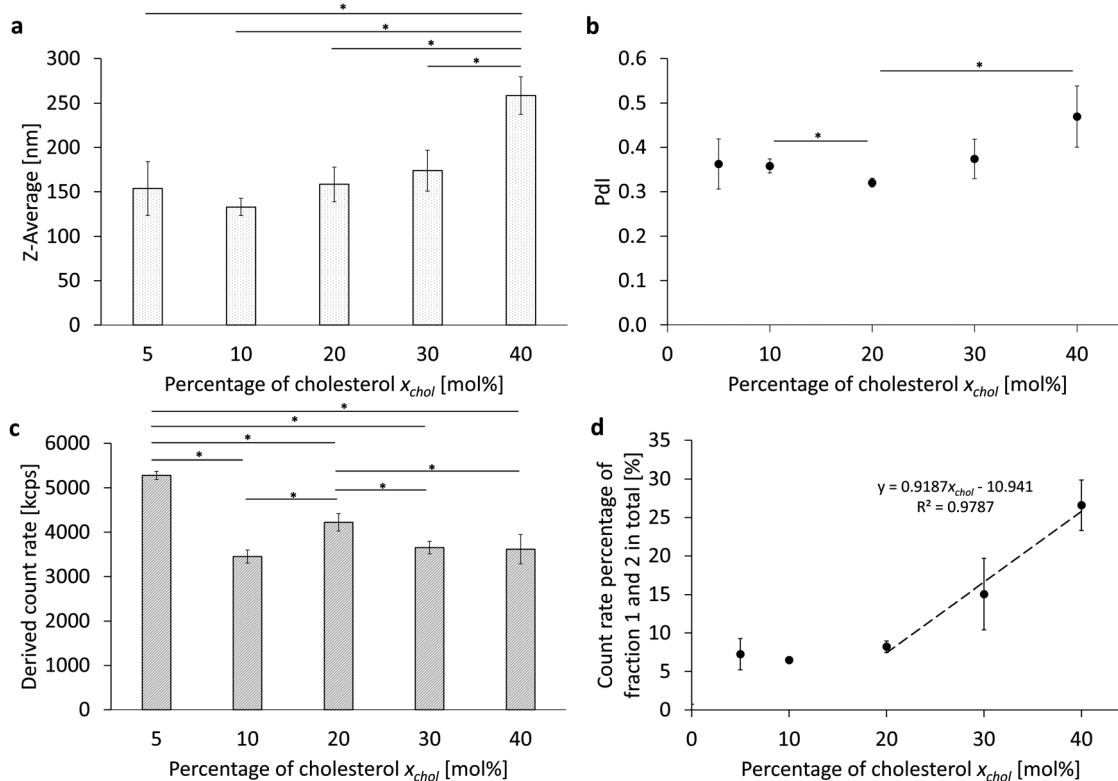 a
*
*
*
*
300
250
200
150
100
50
0
Z-Average [nm]
5 10 20 30 40
Percentage of cholesterol x_chol [mol%]
b
*
*
0.6
0.5
0.4
0.3
0.2
0.1
0.0
PdI
0 10 20 30 40
Percentage of cholesterol x_chol [mol%]
c
*
*
*
*
*
*
*
6000
5000
4000
3000
2000
1000
0
Derived count rate [kcps]
5 10 20 30 40
Percentage of cholesterol x_chol [mol%]
d
35
30
25
20
15
10
5
0
Count rate percentage of
fraction 1 and 2 in total [%]
y = 0.9187x_chol - 10.941
R² = 0.9787
0 10 20 30 40
Percentage of cholesterol x_chol [mol%]